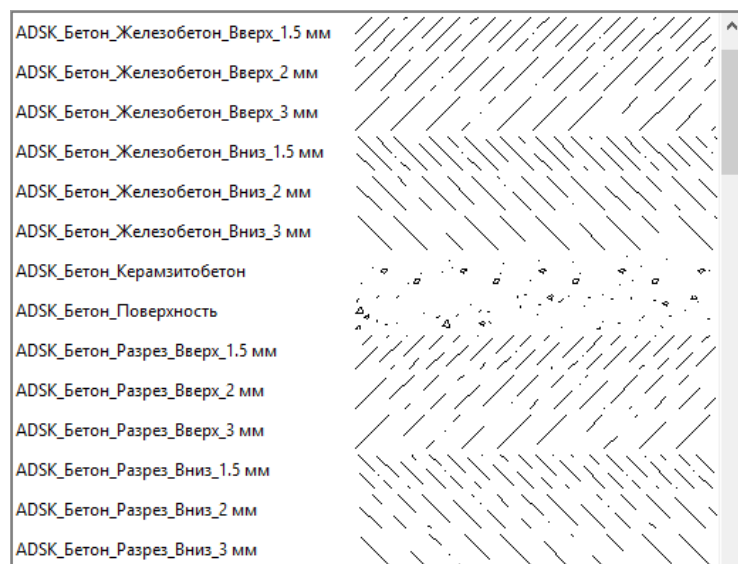 ADSK_Бетон_Железобетон_Вверх_1.5 мм
ADSK_Бетон_Железобетон_Вверх_2 мм
ADSK_Бетон_Железобетон_Вверх_3 мм
ADSK_Бетон_Железобетон_Вниз_1.5 мм
ADSK_Бетон_Железобетон_Вниз_2 мм
ADSK_Бетон_Железобетон_Вниз_3 мм
ADSK_Бетон_Керамзитобетон
ADSK_Бетон_Поверхность
ADSK_Бетон_Разрез_Вверх_1.5 мм
ADSK_Бетон_Разрез_Вверх_2 мм
ADSK_Бетон_Разрез_Вверх_3 мм
ADSK_Бетон_Разрез_Вниз_1.5 мм
ADSK_Бетон_Разрез_Вниз_2 мм
ADSK_Бетон_Разрез_Вниз_3 мм